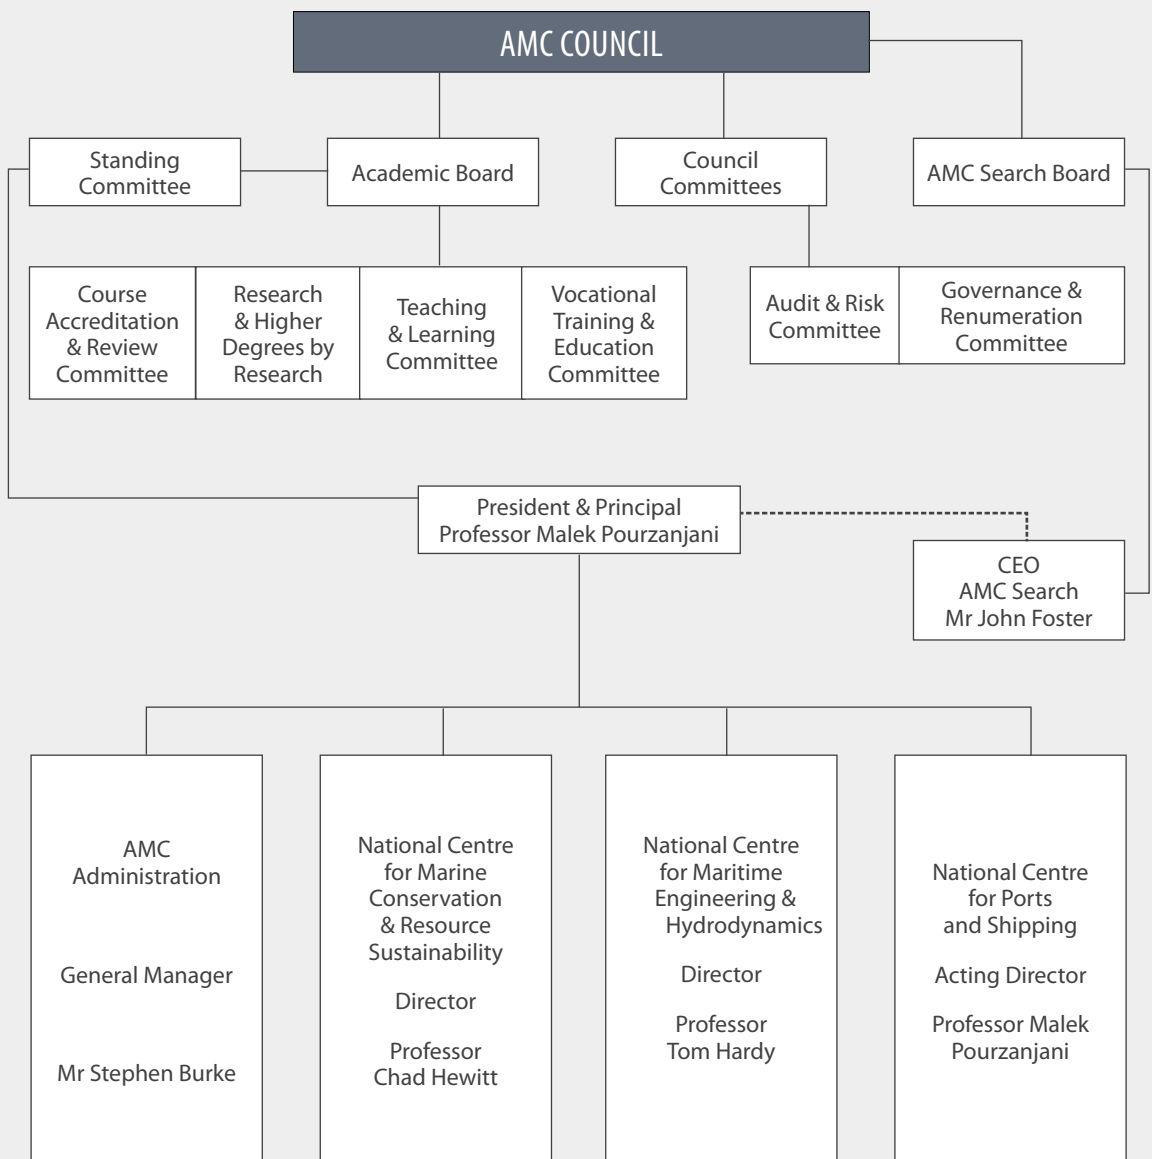 AMC COUNCIL
Standing
Committee
Academic Board
Council
Committees
AMC Search Board
Course
Accreditation
& Review
Committee
Research
& Higher
Degrees by
Research
Teaching
& Learning
Committee
Vocational
Training &
Education
Committee
Audit & Risk
Committee
Governance &
Renumeration
Committee
President & Principal
Professor Malek Pourzanjani
CEO
AMC Search
Mr John Foster
AMC
Administration
General Manager
Mr Stephen Burke
National Centre
for Marine
Conservation
& Resource
Sustainability
Director
Professor
Chad Hewitt
National Centre
for Maritime
Engineering &
Hydrodynamics
Director
Professor
Tom Hardy
National Centre
for Ports
and Shipping
Acting Director
Professor Malek
Pourzanjani